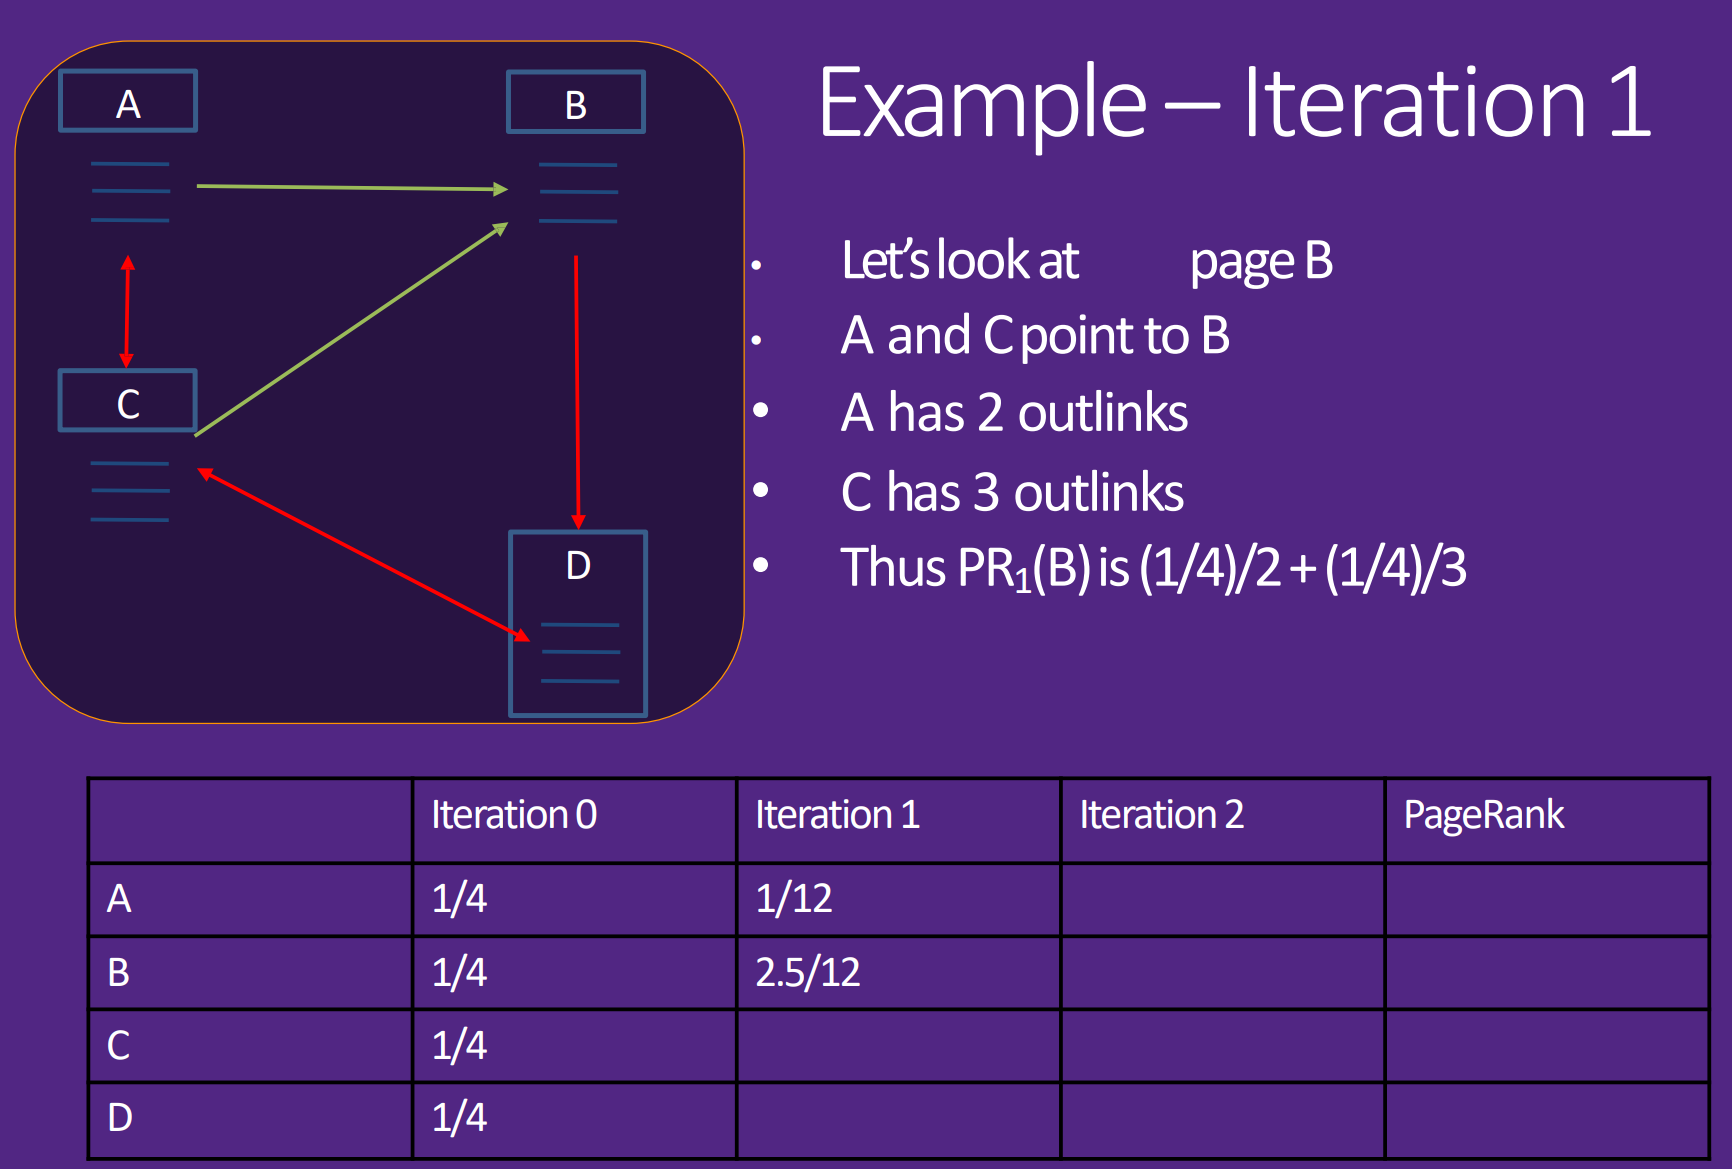 A
B
C
D
Example – Iteration 1
• Let's look at page B
• A and C point to B
• A has 2 outlinks
• C has 3 outlinks
• Thus PR₁(B) is (1/4)/2 + (1/4)/3
Iteration 0 Iteration 1 Iteration 2 PageRank
A 1/4 1/12
B 1/4 2.5/12
C 1/4
D 1/4